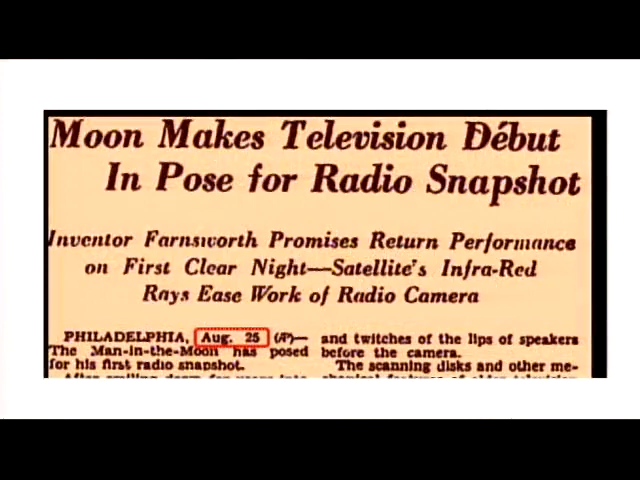 Moon Makes Television Début
In Pose for Radio Snapshot
Inventor Farnsworth Promises Return Performance
on First Clear Night—Satellite's Infra-Red
Rays Ease Work of Radio Camera
PHILADELPHIA, Aug. 25 (AP)—
The Man-in-the-Moon has posed
for his first radio snapshot.
and twitches of the lips of speakers
before the camera.
The scanning disks and other me-